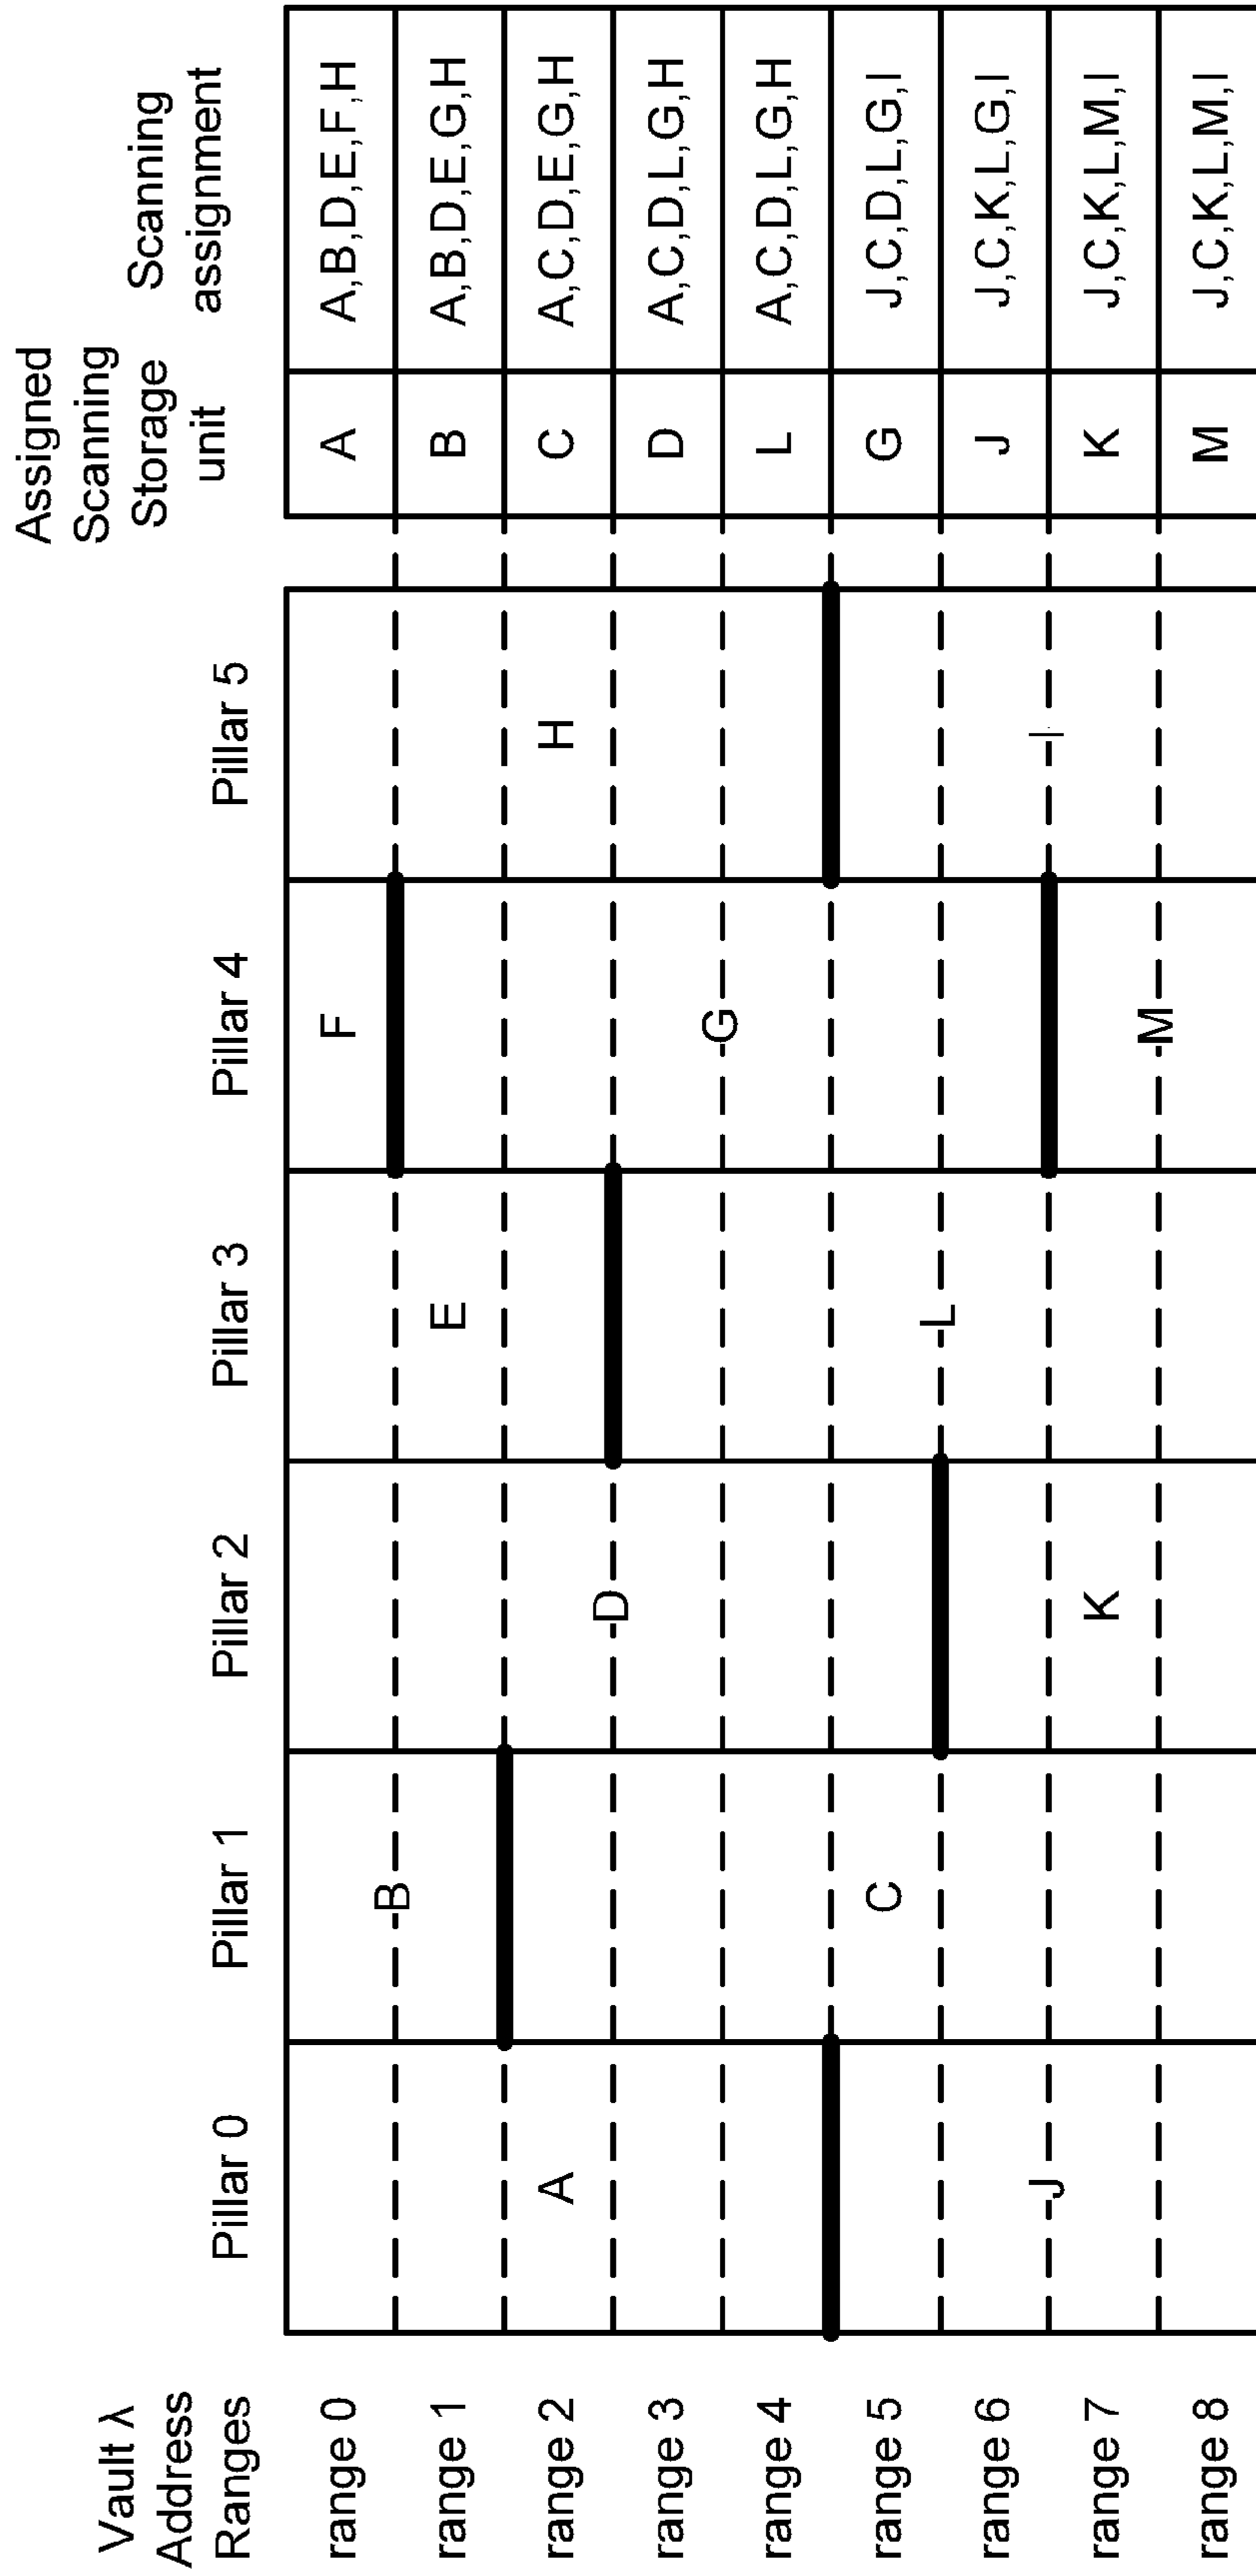 Vault λ Address Ranges
Pillar 0
Pillar 1
Pillar 2
Pillar 3
Pillar 4
Pillar 5
Assigned Scanning Storage unit
Scanning assignment
range 0
F
A
A,B,D,E,F,H
B
range 1
E
B
A,B,D,E,G,H
range 2
A
H
C
A,C,D,E,G,H
D
range 3
D
A,C,D,L,G,H
G
range 4
L
A,C,D,L,G,H
range 5
C
G
J,C,D,L,G,I
L
range 6
J
J,C,K,L,G,I
J
I
range 7
K
K
J,C,K,L,M,I
M
range 8
M
J,C,K,L,M,I